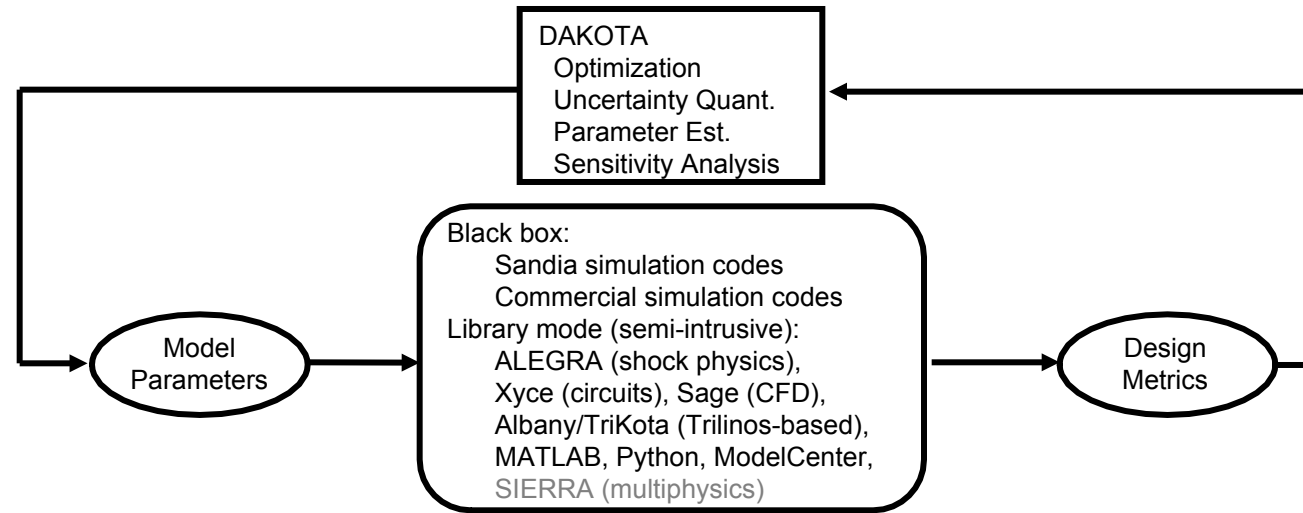 DAKOTA
Optimization
Uncertainty Quant.
Parameter Est.
Sensitivity Analysis
Black box:
Sandia simulation codes
Commercial simulation codes
Library mode (semi-intrusive):
ALEGRA (shock physics),
Xyce (circuits), Sage (CFD),
Albany/TriKota (Trilinos-based),
MATLAB, Python, ModelCenter,
SIERRA (multiphysics)
Model
Parameters
Design
Metrics